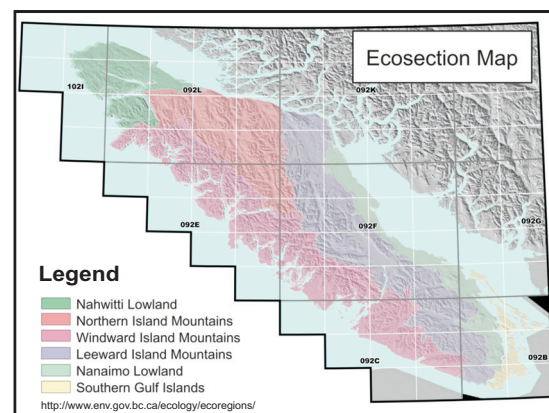 Ecosection Map
102I
092L
092K
092E
092F
092G
092C
092B
Legend
Nahwitti Lowland
Northern Island Mountains
Windward Island Mountains
Leeward Island Mountains
Nanaimo Lowland
Southern Gulf Islands
http://www.env.gov.bc.ca/ecology/ecoregions/